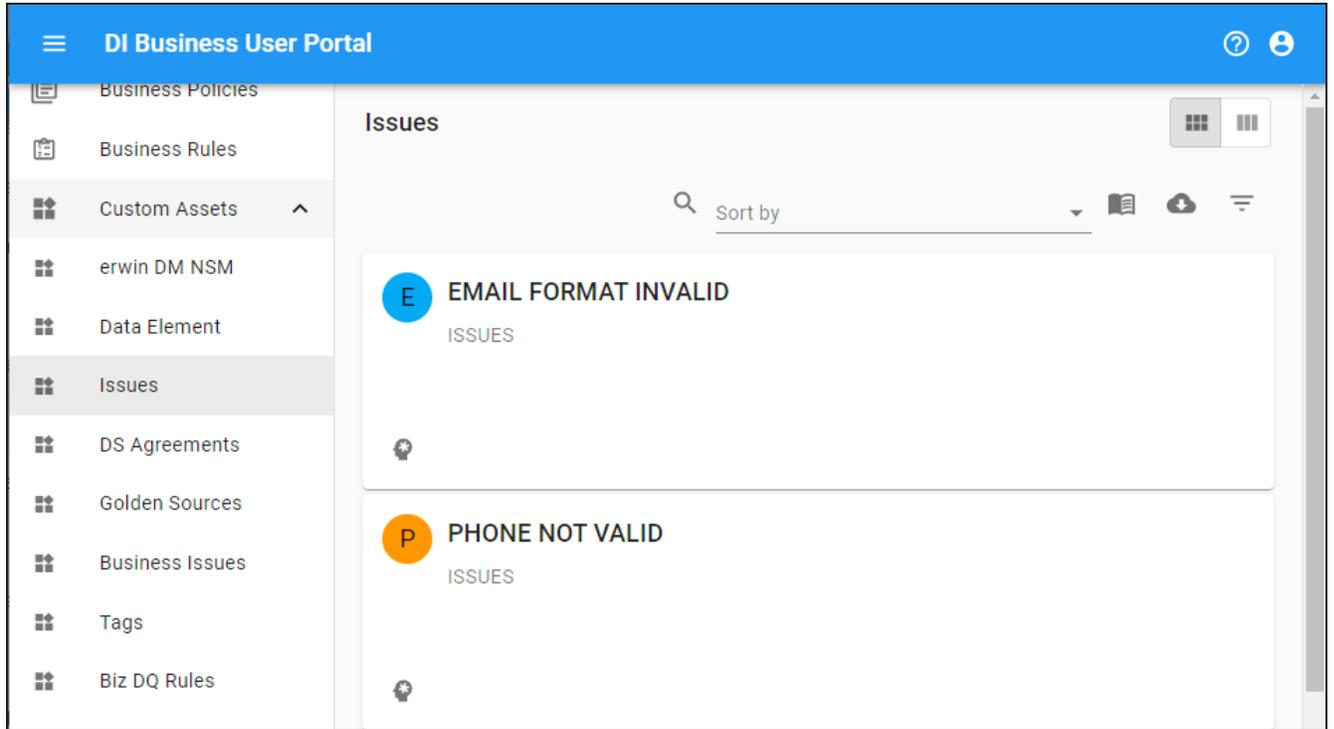 DI Business User Portal
Business Policies
Business Rules
Custom Assets
erwin DM NSM
Data Element
Issues
DS Agreements
Golden Sources
Business Issues
Tags
Biz DQ Rules
Issues
Sort by
E
EMAIL FORMAT INVALID
ISSUES
P
PHONE NOT VALID
ISSUES